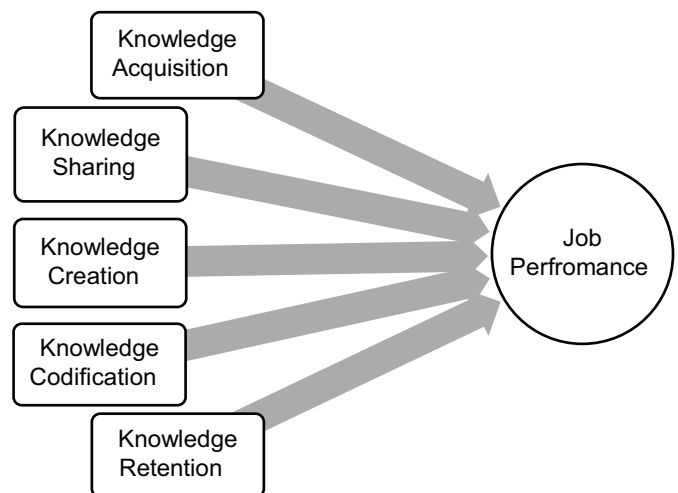 Knowledge
Acquisition
Knowledge
Sharing
Knowledge
Creation
Knowledge
Codification
Knowledge
Retention
Job
Perfromance